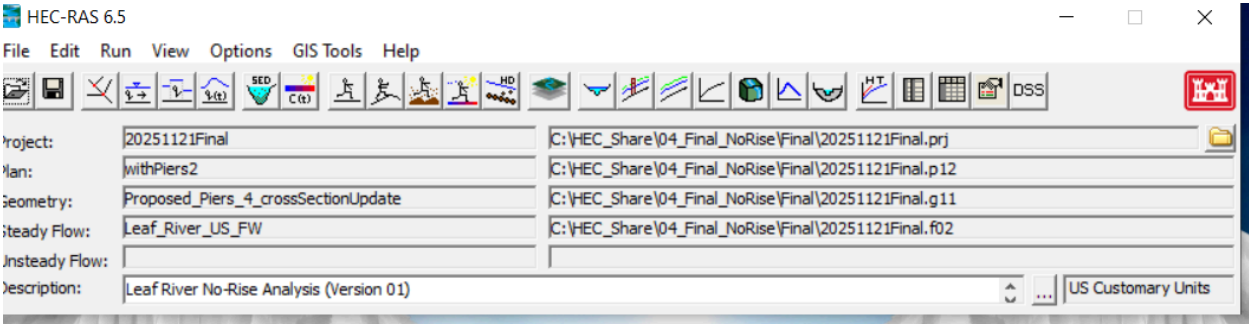 HEC-RAS 6.5
File Edit Run View Options GIS Tools Help
SED C(t) HD HT DSS
Project: 20251121Final C:\HEC_Share\04_Final_NoRise\Final\20251121Final.prj
Plan: withPiers2 C:\HEC_Share\04_Final_NoRise\Final\20251121Final.p12
Geometry: Proposed_Piers_4_crossSectionUpdate C:\HEC_Share\04_Final_NoRise\Final\20251121Final.g11
Steady Flow: Leaf_River_US_FW C:\HEC_Share\04_Final_NoRise\Final\20251121Final.f02
Unsteady Flow:
Description: Leaf River No-Rise Analysis (Version 01) ... US Customary Units